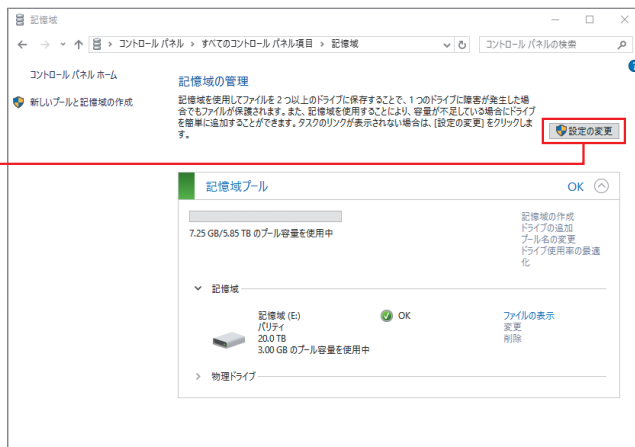 記憶域
コントロール パネル › すべてのコントロール パネル項目 › 記憶域
コントロール パネルの検索
コントロール パネル ホーム
新しいプールと記憶域の作成
記憶域の管理
記憶域を使用してファイルを 2 つ以上のドライブに保存することで、1 つのドライブに障害が発生した場
合でもファイルが保護されます。また、記憶域を使用することにより、容量が不足している場合にドライブ
を簡単に追加することができます。タスクのリンクが表示されない場合は、[設定の変更] をクリックしま
す。
設定の変更
記憶域プール
OK
7.25 GB/5.85 TB のプール容量を使用中
記憶域の作成
ドライブの追加
プール名の変更
ドライブ使用率の最適
化
記憶域
記憶域 (E:)
パリティ
20.0 TB
3.00 GB のプール容量を使用中
OK
ファイルの表示
変更
削除
物理ドライブ